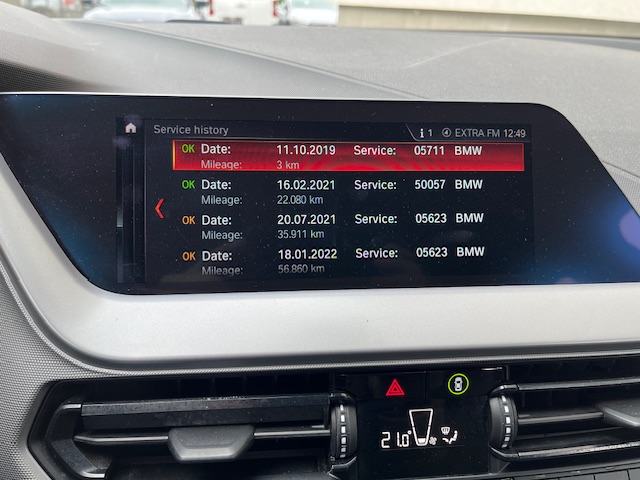 Service history 1 EXTRA FM 12:49
OK Date: 11.10.2019 Service: 05711 BMW
Mileage: 3 km
OK Date: 16.02.2021 Service: 50057 BMW
Mileage: 22.080 km
OK Date: 20.07.2021 Service: 05623 BMW
Mileage: 35.911 km
OK Date: 18.01.2022 Service: 05623 BMW
Mileage: 56.860 km
21.0°